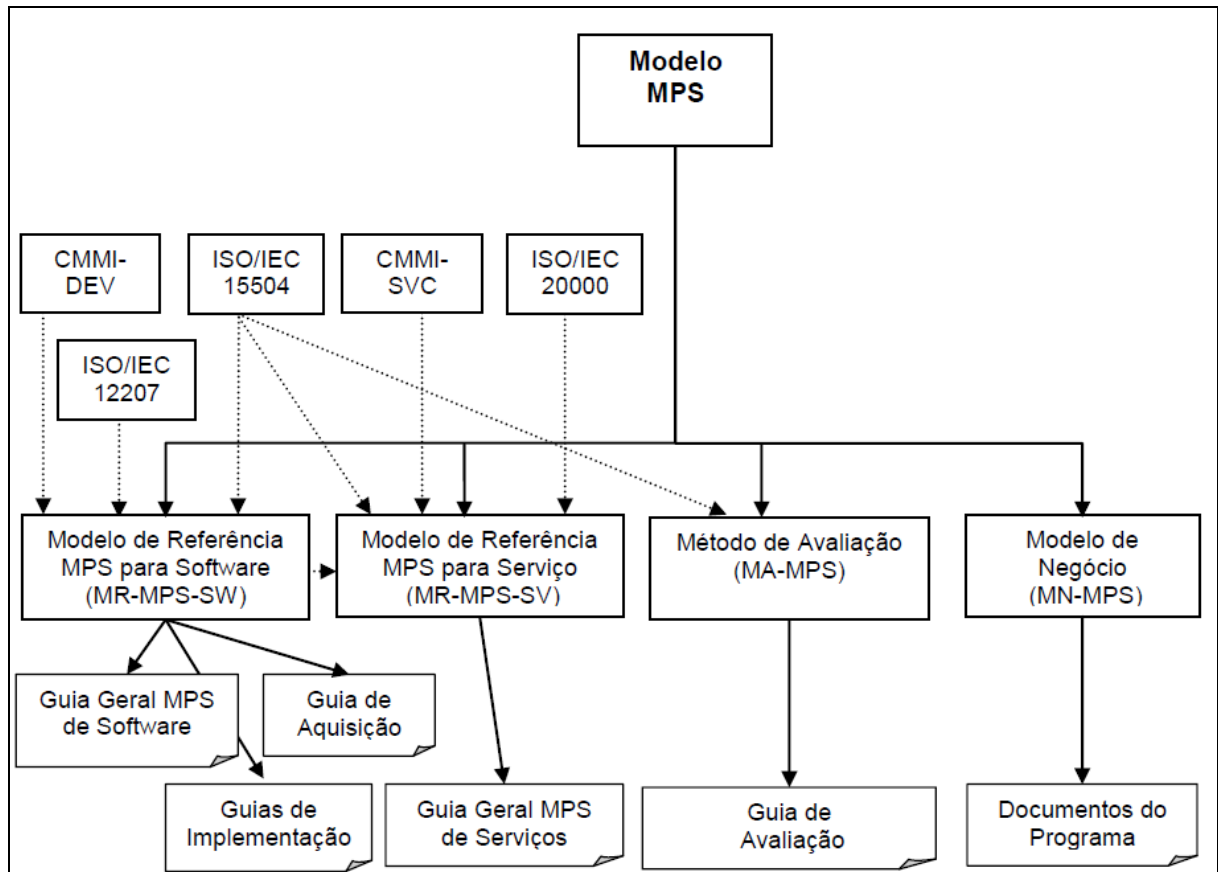 Modelo
MPS
CMMI-
DEV
ISO/IEC
15504
CMMI-
SVC
ISO/IEC
20000
ISO/IEC
12207
Modelo de Referência
MPS para Software
(MR-MPS-SW)
Modelo de Referência
MPS para Serviço
(MR-MPS-SV)
Método de Avaliação
(MA-MPS)
Modelo de
Negócio
(MN-MPS)
Guia Geral MPS
de Software
Guia de
Aquisição
Guias de
Implementação
Guia Geral MPS
de Serviços
Guia de
Avaliação
Documentos do
Programa